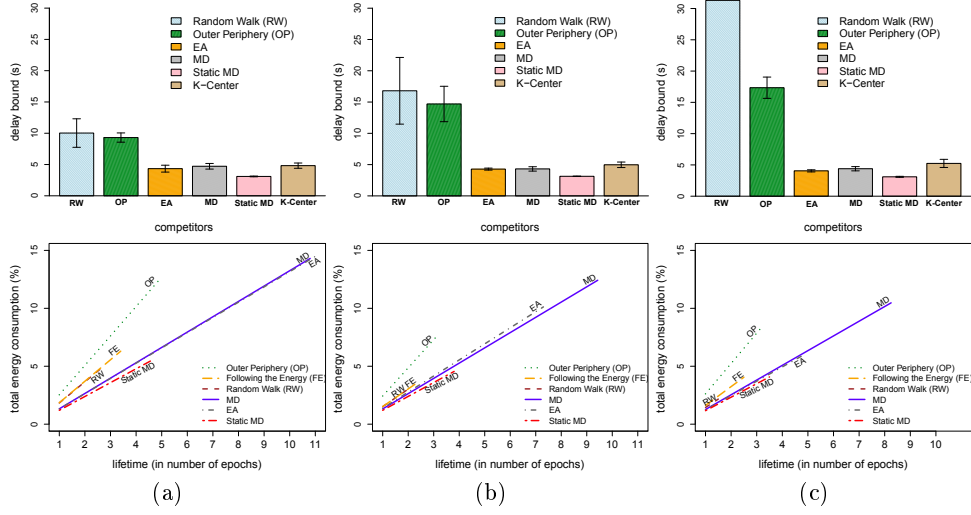 delay bound (s)
30
25
20
15
10
5
0
Random Walk (RW)
Outer Periphery (OP)
EA
MD
Static MD
K−Center
RW OP EA MD Static MD K-Center
competitors
delay bound (s)
30
25
20
15
10
5
0
Random Walk (RW)
Outer Periphery (OP)
EA
MD
Static MD
K−Center
RW OP EA MD Static MD K-Center
competitors
delay bound (s)
30
25
20
15
10
5
0
Random Walk (RW)
Outer Periphery (OP)
EA
MD
Static MD
K−Center
RW OP EA MD Static MD K-Center
competitors
total energy consumption (%)
15
10
5
0
OP
MD
EA
FE
RW
Static MD
Outer Periphery (OP)
Following the Energy (FE)
Random Walk (RW)
MD
EA
Static MD
1 2 3 4 5 6 7 8 9 10 11
lifetime (in number of epochs)
(a)
total energy consumption (%)
15
10
5
0
OP
MD
EA
RW FE
Static MD
Outer Periphery (OP)
Following the Energy (FE)
Random Walk (RW)
MD
EA
Static MD
1 2 3 4 5 6 7 8 9 10 11
lifetime (in number of epochs)
(b)
total energy consumption (%)
15
10
5
0
OP
MD
EA
FE
RW
Static MD
Outer Periphery (OP)
Following the Energy (FE)
Random Walk (RW)
MD
EA
Static MD
1 2 3 4 5 6 7 8 9 10
lifetime (in number of epochs)
(c)